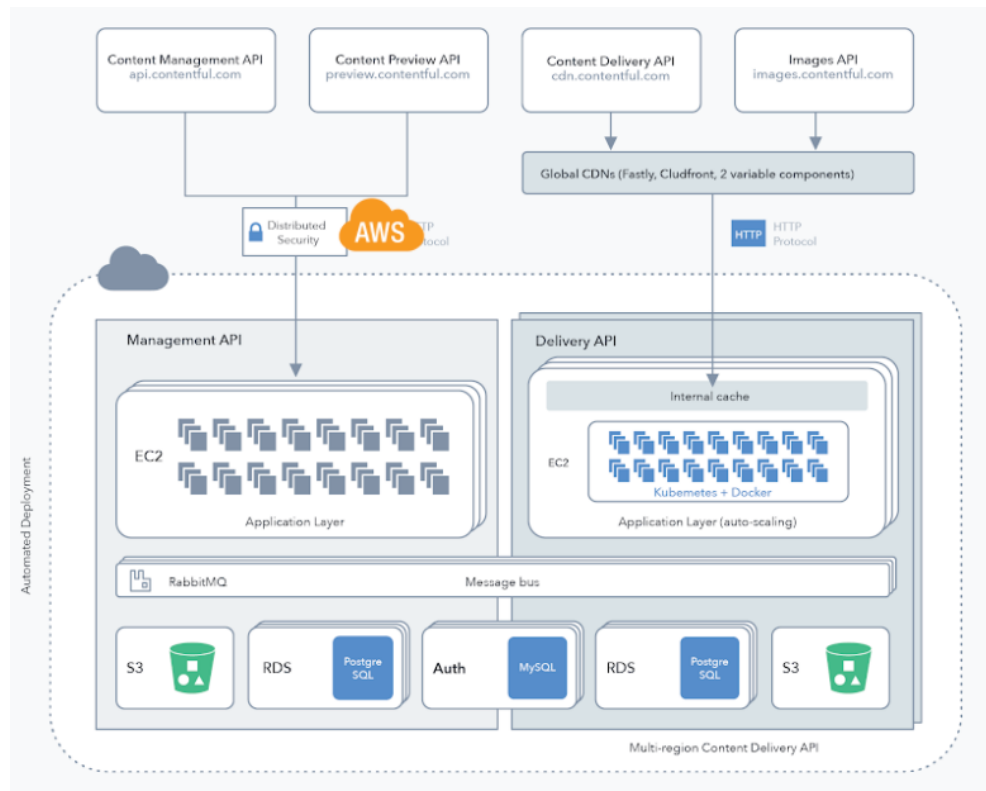 Content Management API
api.contentful.com
Content Preview API
preview.contentful.com
Content Delivery API
cdn.contentful.com
Images API
images.contentful.com
Global CDNs (Fastly, Cludfront, 2 variable components)
Distributed
Security
AWS
TP
tocol
HTTP
HTTP
Protocol
Management API
Delivery API
Internal cache
EC2
EC2
Kubemetes + Docker
Application Layer
Application Layer (auto-scaling)
Automated Deployment
RabbitMQ
Message bus
S3
RDS
Postgre
SQL
Auth
MySQL
RDS
Postgre
SQL
S3
Multi-region Content Delivery API